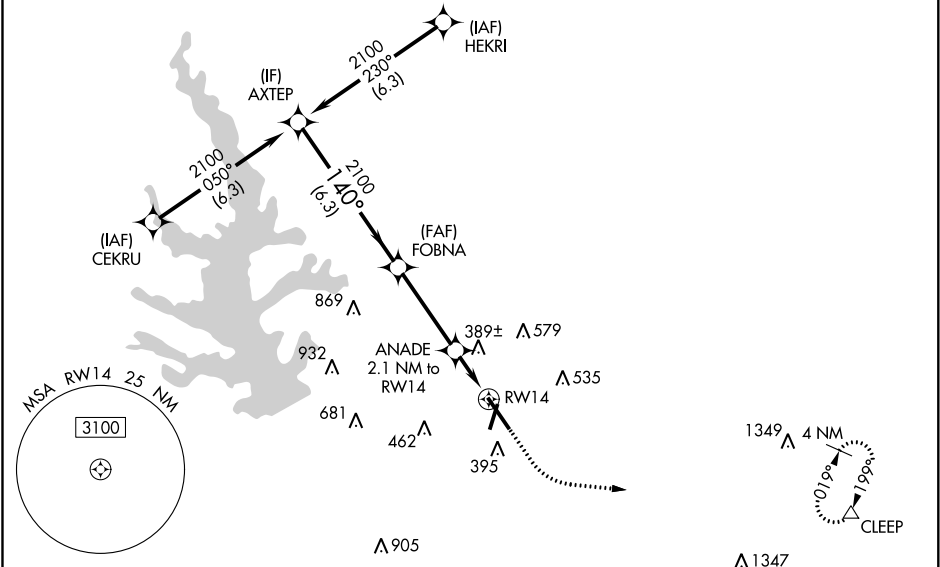 (IAF)
HEKRI
2100
230°
(6.3)
(IF)
AXTEP
2100
050°
(6.3)
2100
140°
(6.3)
(IAF)
CEKRU
(FAF)
FOBNA
869
389±
579
ANADE
2.1 NM to
RW14
932
535
RW14
681
462
395
MSA RW14 25 NM
3100
1349
4 NM
019°
199°
CLEEP
905
1347